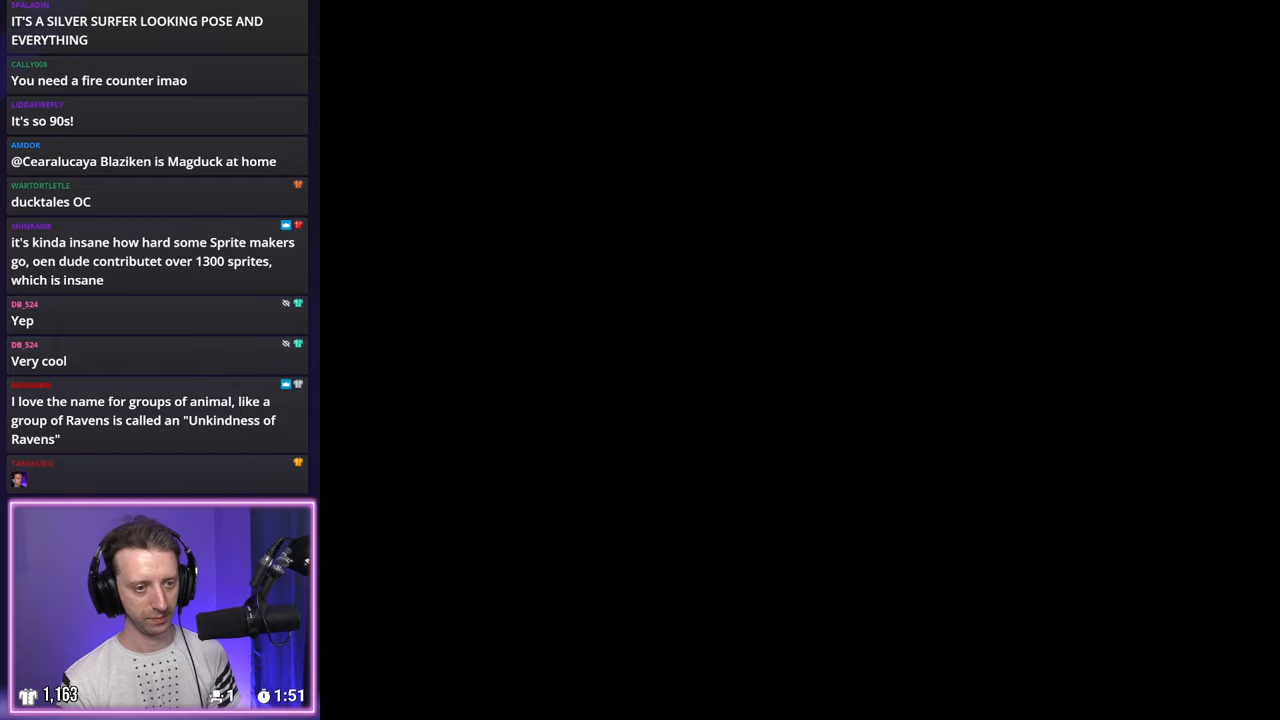 SPALADIN
IT'S A SILVER SURFER LOOKING POSE AND
EVERYTHING
CALLY008
You need a fire counter imao
LIDDAFIREFLY
It's so 90s!
AMDOR
@Cearalucaya Blaziken is Magduck at home
WARTORTLETLE
ducktales OC
it's kinda insane how hard some Sprite makers
go, oen dude contributet over 1300 sprites,
which is insane
DB_524
Yep
DB_524
Very cool
I love the name for groups of animal, like a
group of Ravens is called an "Unkindness of
Ravens"
1,163
1
1:51